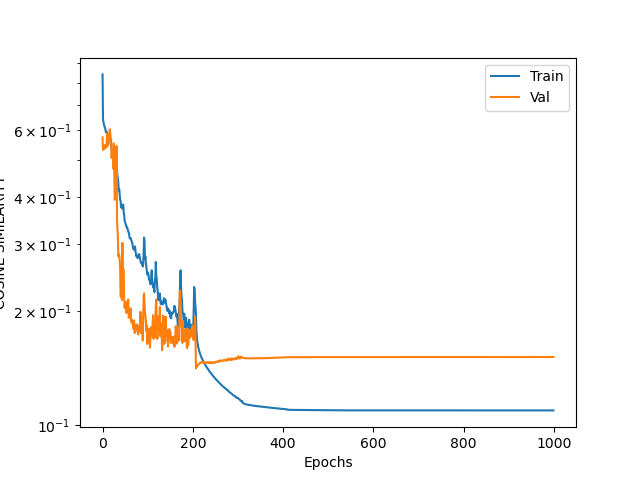 Train
Val
6 × 10⁻¹
4 × 10⁻¹
3 × 10⁻¹
2 × 10⁻¹
10⁻¹
COSINE SIMILARITY
0 200 400 600 800 1000
Epochs